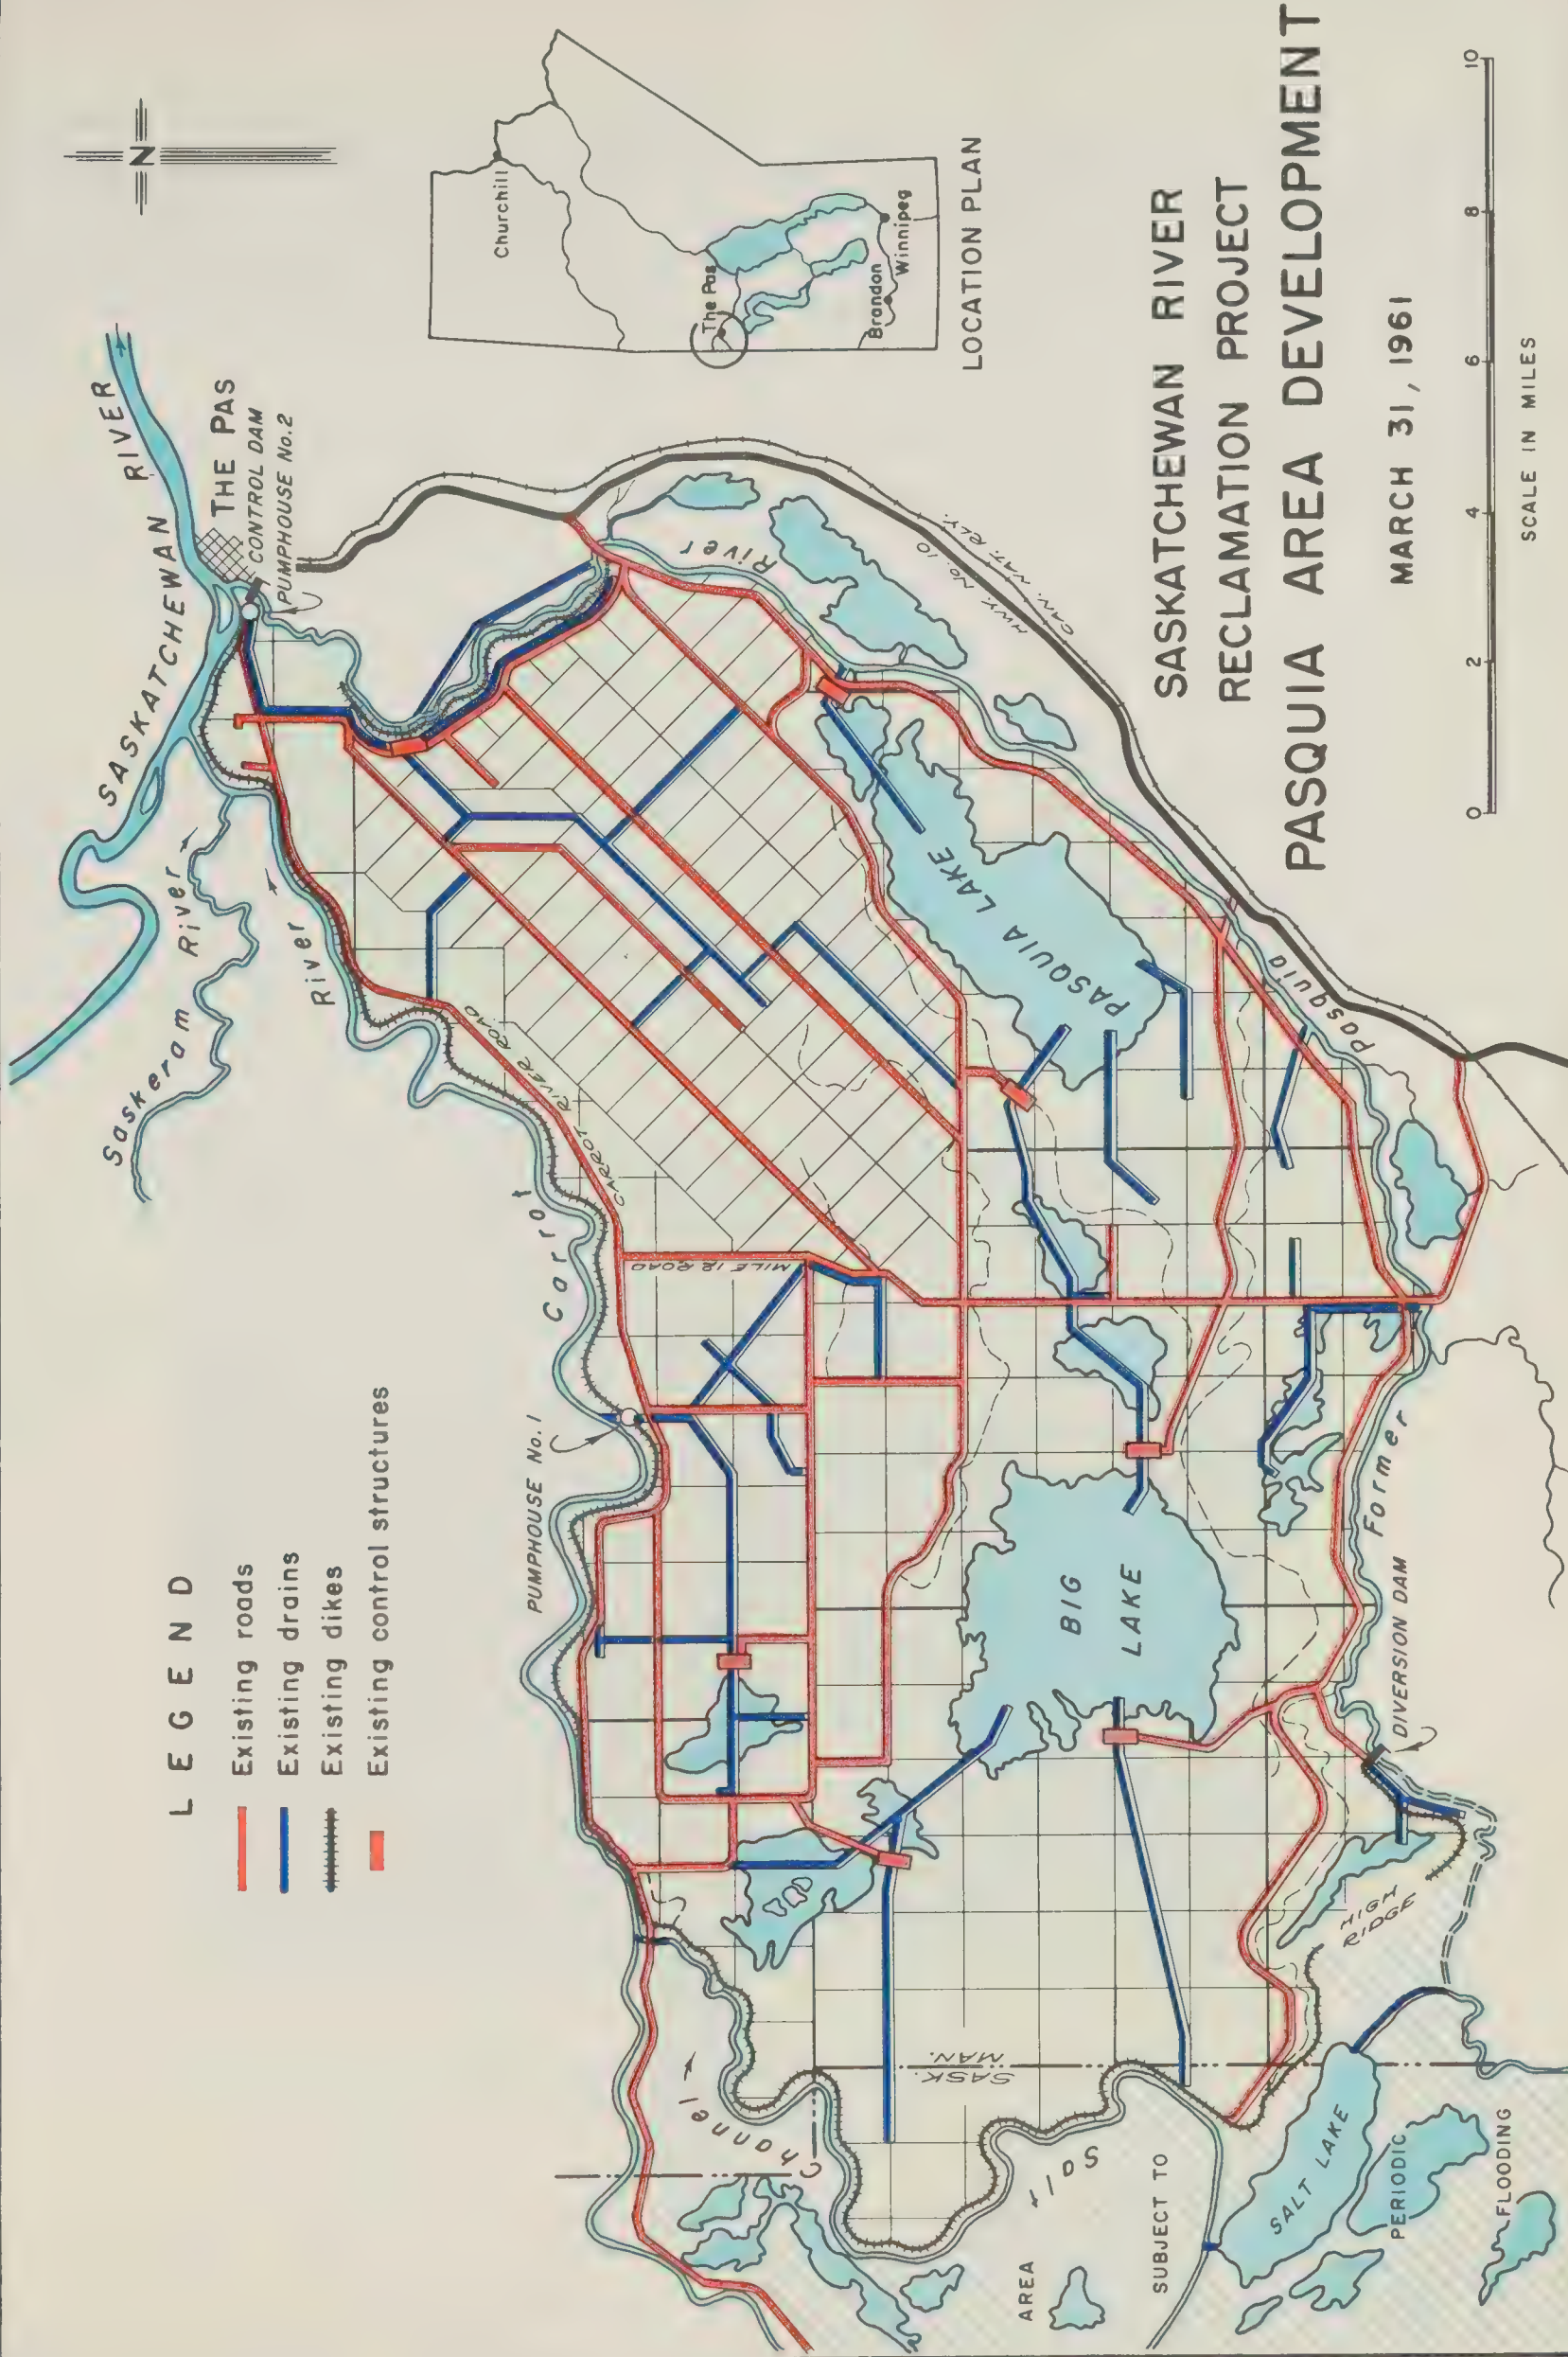 LEGEND
Existing roads
Existing drains
Existing dikes
Existing control structures
N
SASKATCHEWAN RIVER
THE PAS
CONTROL DAM
PUMPHOUSE No. 2
Saskeram River
Carrot River
CARROT RIVER ROAD
MILE 12 ROAD
PUMPHOUSE No. 1
PASQUIA LAKE
River
HWY. No. 10
CAN. NAT. RLY.
Pasquia
BIG
LAKE
Former
DIVERSION DAM
HIGH
RIDGE
Channel
MAN.
SASK.
Salt
AREA
SUBJECT TO
PERIODIC
FLOODING
SALT LAKE
Churchill
The Pas
Brandon
Winnipeg
LOCATION PLAN
SASKATCHEWAN RIVER
RECLAMATION PROJECT
PASQUIA AREA DEVELOPMENT
MARCH 31, 1961
0 2 4 6 8 10
SCALE IN MILES